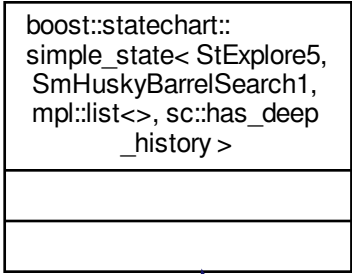 boost::statechart::
simple_state< StExplore5,
SmHuskyBarrelSearch1,
mpl::list<>, sc::has_deep
_history >